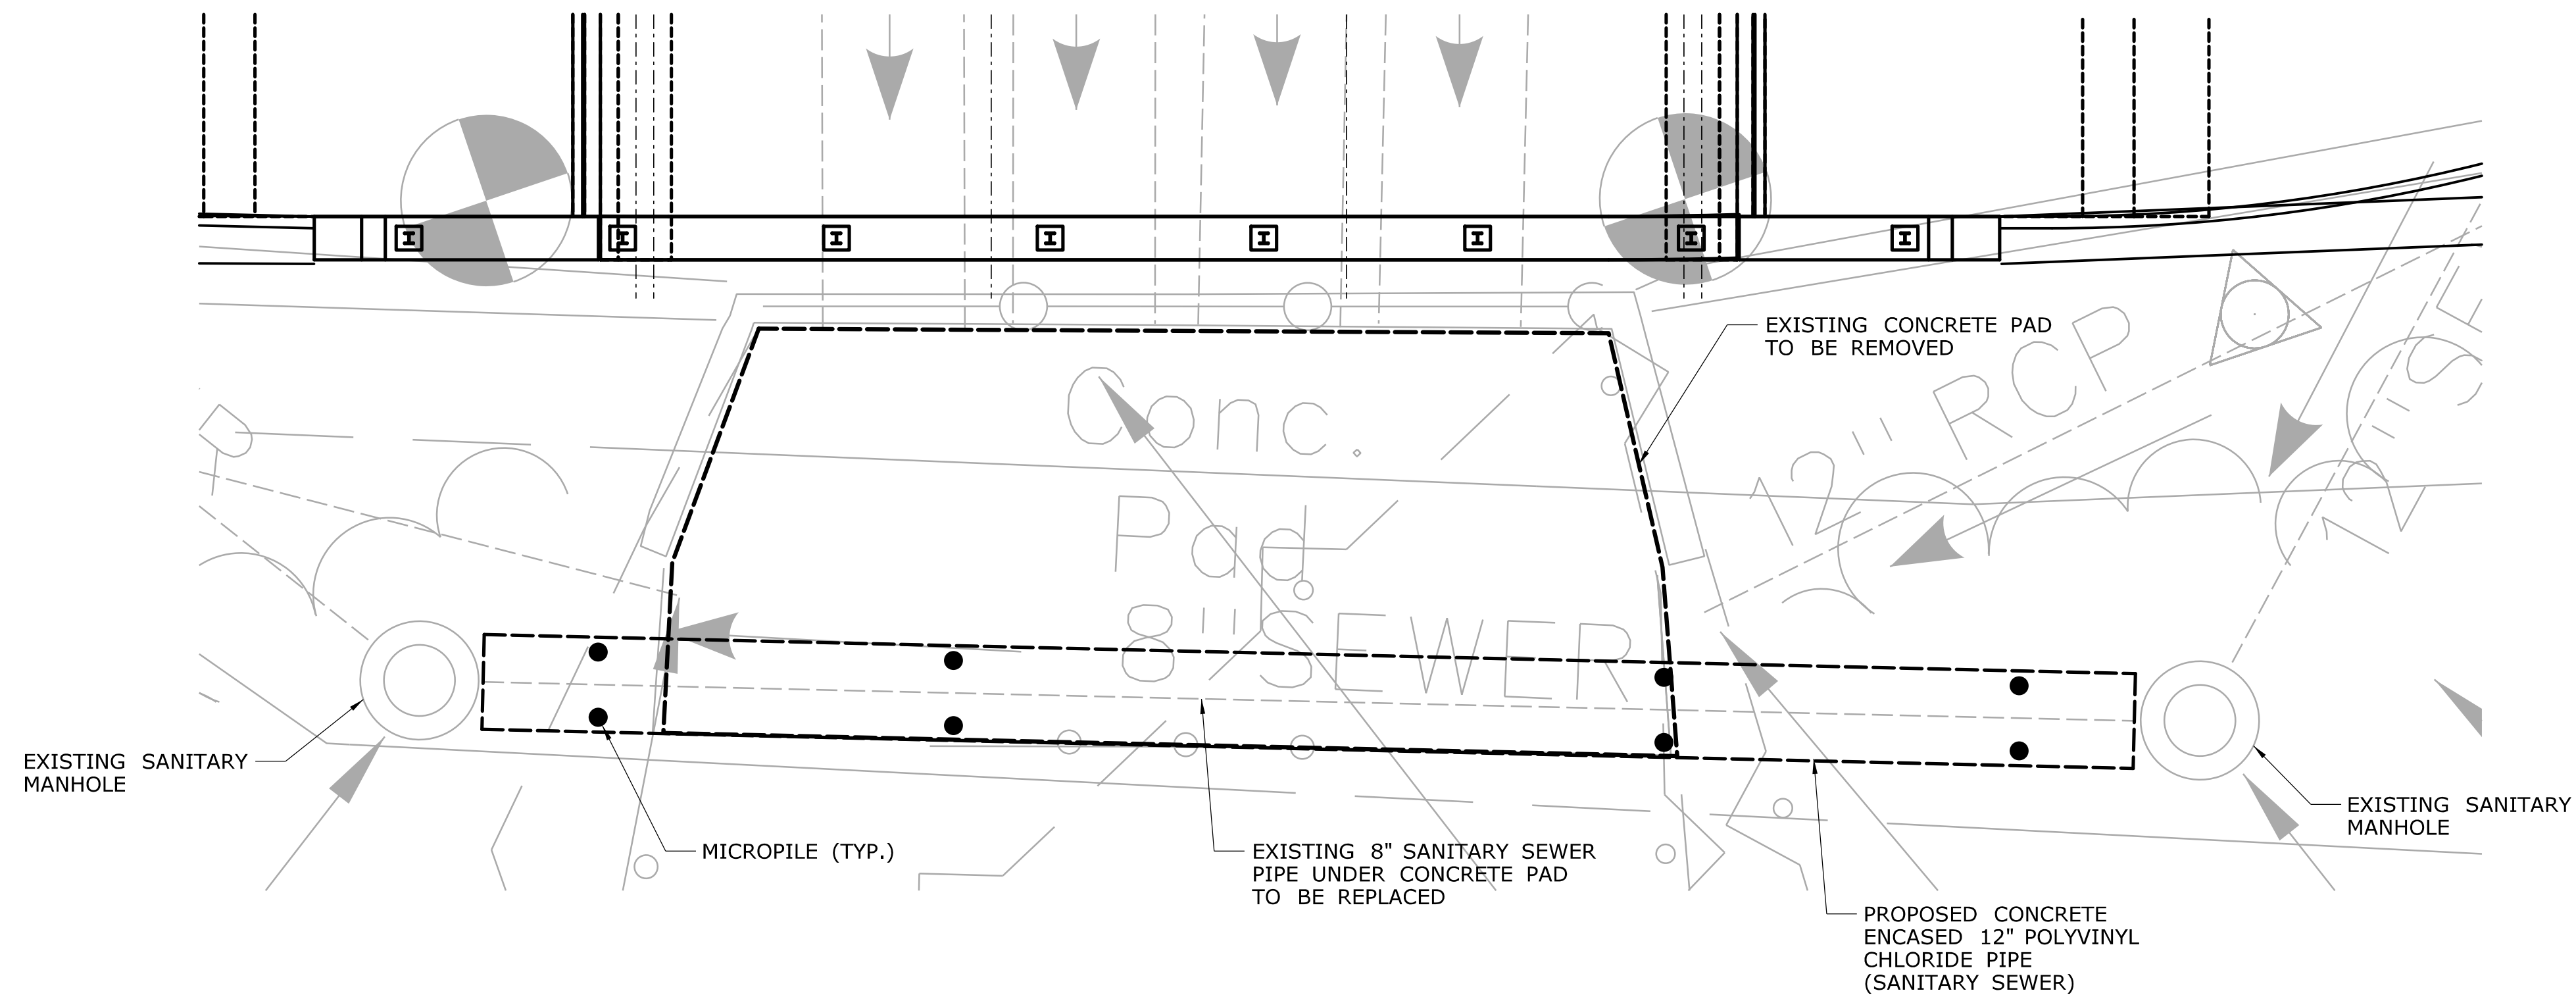 EXISTING CONCRETE PAD
TO BE REMOVED
Conc.
Pad
12" RCP
8" SEWER
EXISTING SANITARY
MANHOLE
EXISTING SANITARY
MANHOLE
MICROPILE (TYP.)
EXISTING 8" SANITARY SEWER
PIPE UNDER CONCRETE PAD
TO BE REPLACED
PROPOSED CONCRETE
ENCASED 12" POLYVINYL
CHLORIDE PIPE
(SANITARY SEWER)